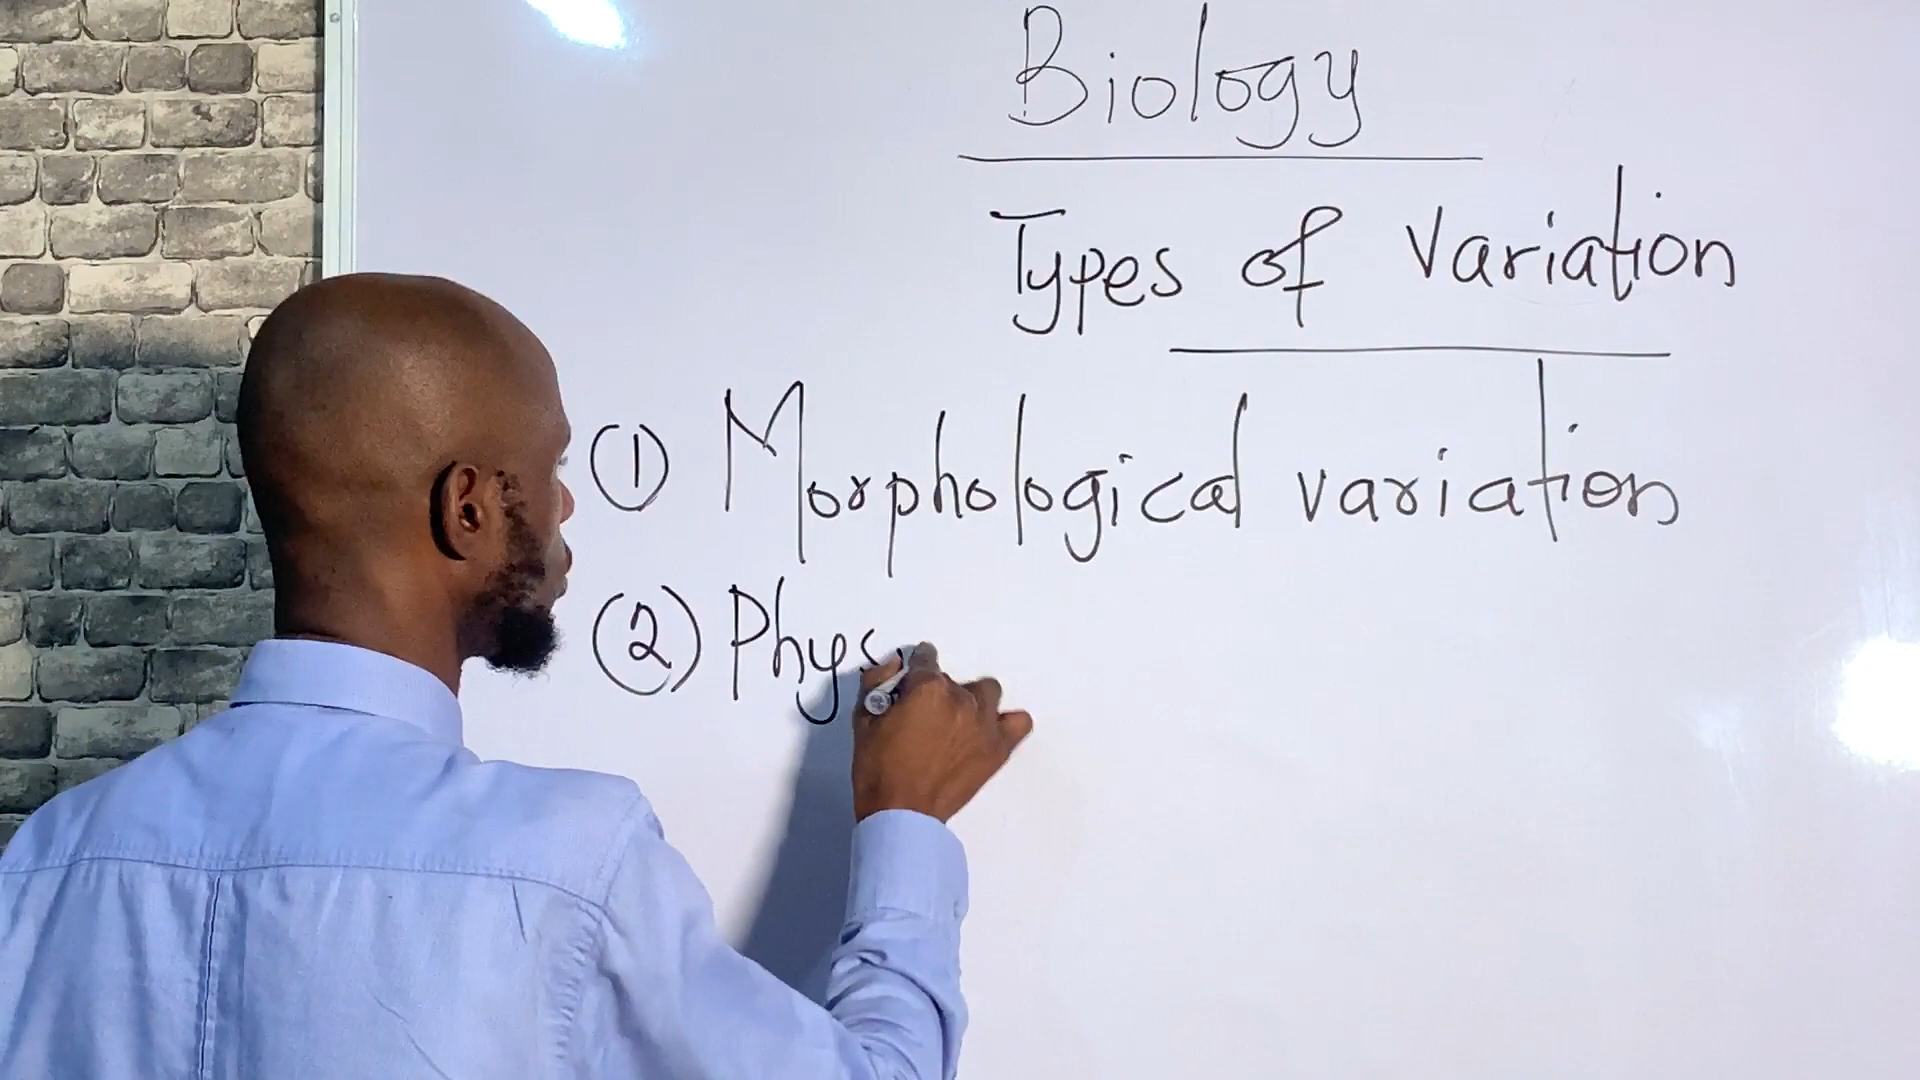 Biology
Types of Variation
① Morphological variation
(2) Phys